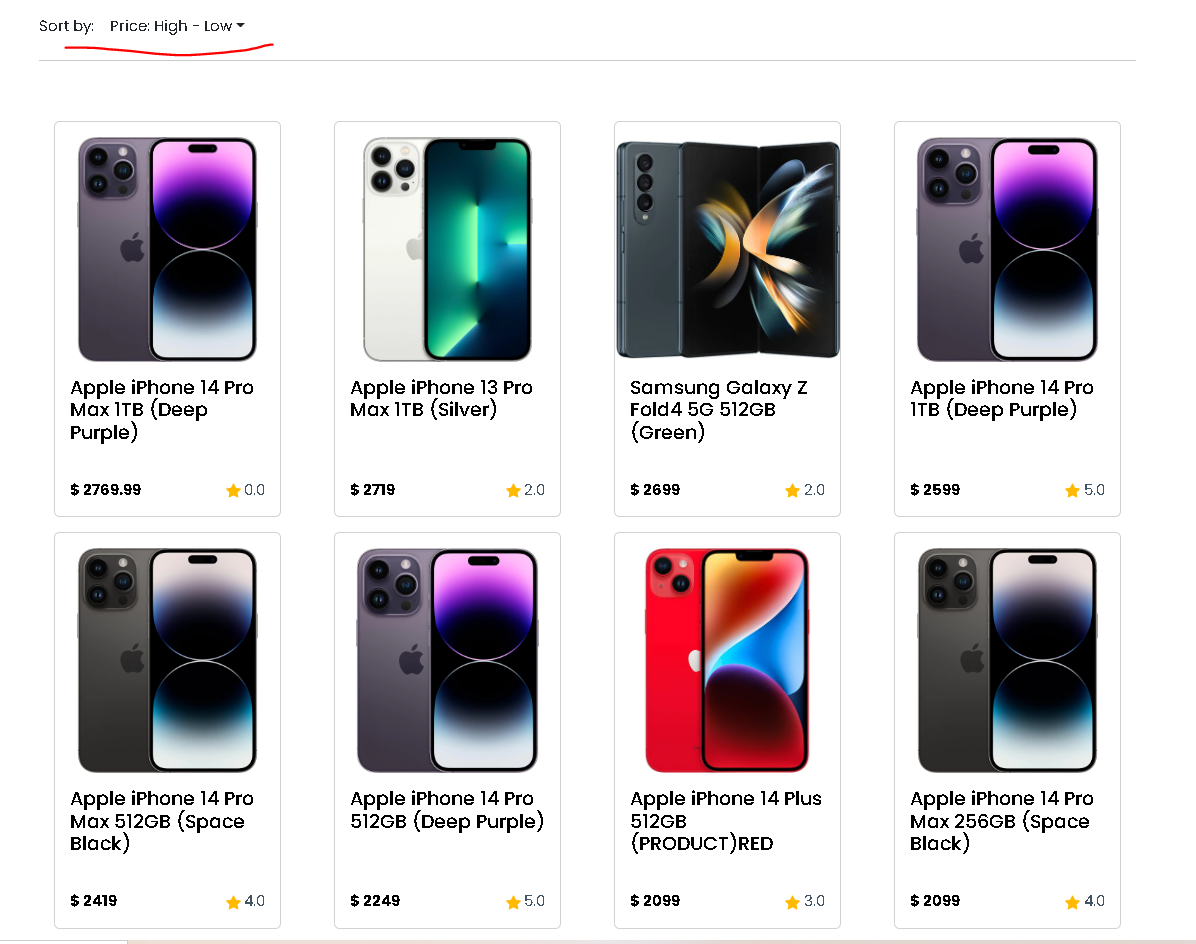 Sort by: Price: High - Low
Apple iPhone 14 Pro
Max 1TB (Deep
Purple)
$ 2769.99 0.0
Apple iPhone 13 Pro
Max 1TB (Silver)
$ 2719 2.0
Samsung Galaxy Z
Fold4 5G 512GB
(Green)
$ 2699 2.0
Apple iPhone 14 Pro
1TB (Deep Purple)
$ 2599 5.0
Apple iPhone 14 Pro
Max 512GB (Space
Black)
$ 2419 4.0
Apple iPhone 14 Pro
512GB (Deep Purple)
$ 2249 5.0
Apple iPhone 14 Plus
512GB
(PRODUCT)RED
$ 2099 3.0
Apple iPhone 14 Pro
Max 256GB (Space
Black)
$ 2099 4.0